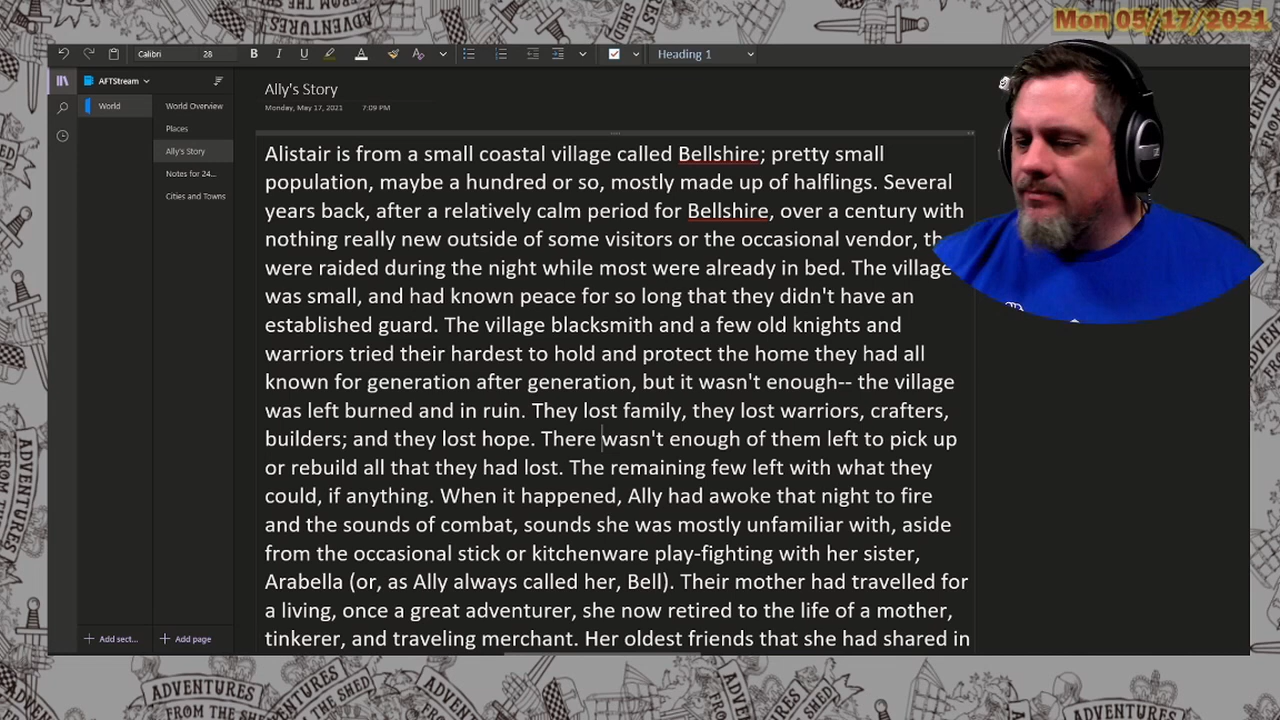 Mon 05/17/2021
Calibri 28 B I U A Heading 1
AFTStream
Ally's Story
Monday, May 17, 2021 7:09 PM
World
World Overview
Places
Ally's Story
Notes for 24...
Cities and Towns
Alistair is from a small coastal village called Bellshire; pretty small
population, maybe a hundred or so, mostly made up of halflings. Several
years back, after a relatively calm period for Bellshire, over a century with
nothing really new outside of some visitors or the occasional vendor, th
were raided during the night while most were already in bed. The village
was small, and had known peace for so long that they didn't have an
established guard. The village blacksmith and a few old knights and
warriors tried their hardest to hold and protect the home they had all
known for generation after generation, but it wasn't enough-- the village
was left burned and in ruin. They lost family, they lost warriors, crafters,
builders; and they lost hope. There wasn't enough of them left to pick up
or rebuild all that they had lost. The remaining few left with what they
could, if anything. When it happened, Ally had awoke that night to fire
and the sounds of combat, sounds she was mostly unfamiliar with, aside
from the occasional stick or kitchenware play-fighting with her sister,
Arabella (or, as Ally always called her, Bell). Their mother had travelled for
a living, once a great adventurer, she now retired to the life of a mother,
tinkerer, and traveling merchant. Her oldest friends that she had shared in
Add sect...
Add page
ADVENTURES
FROM THE SHED